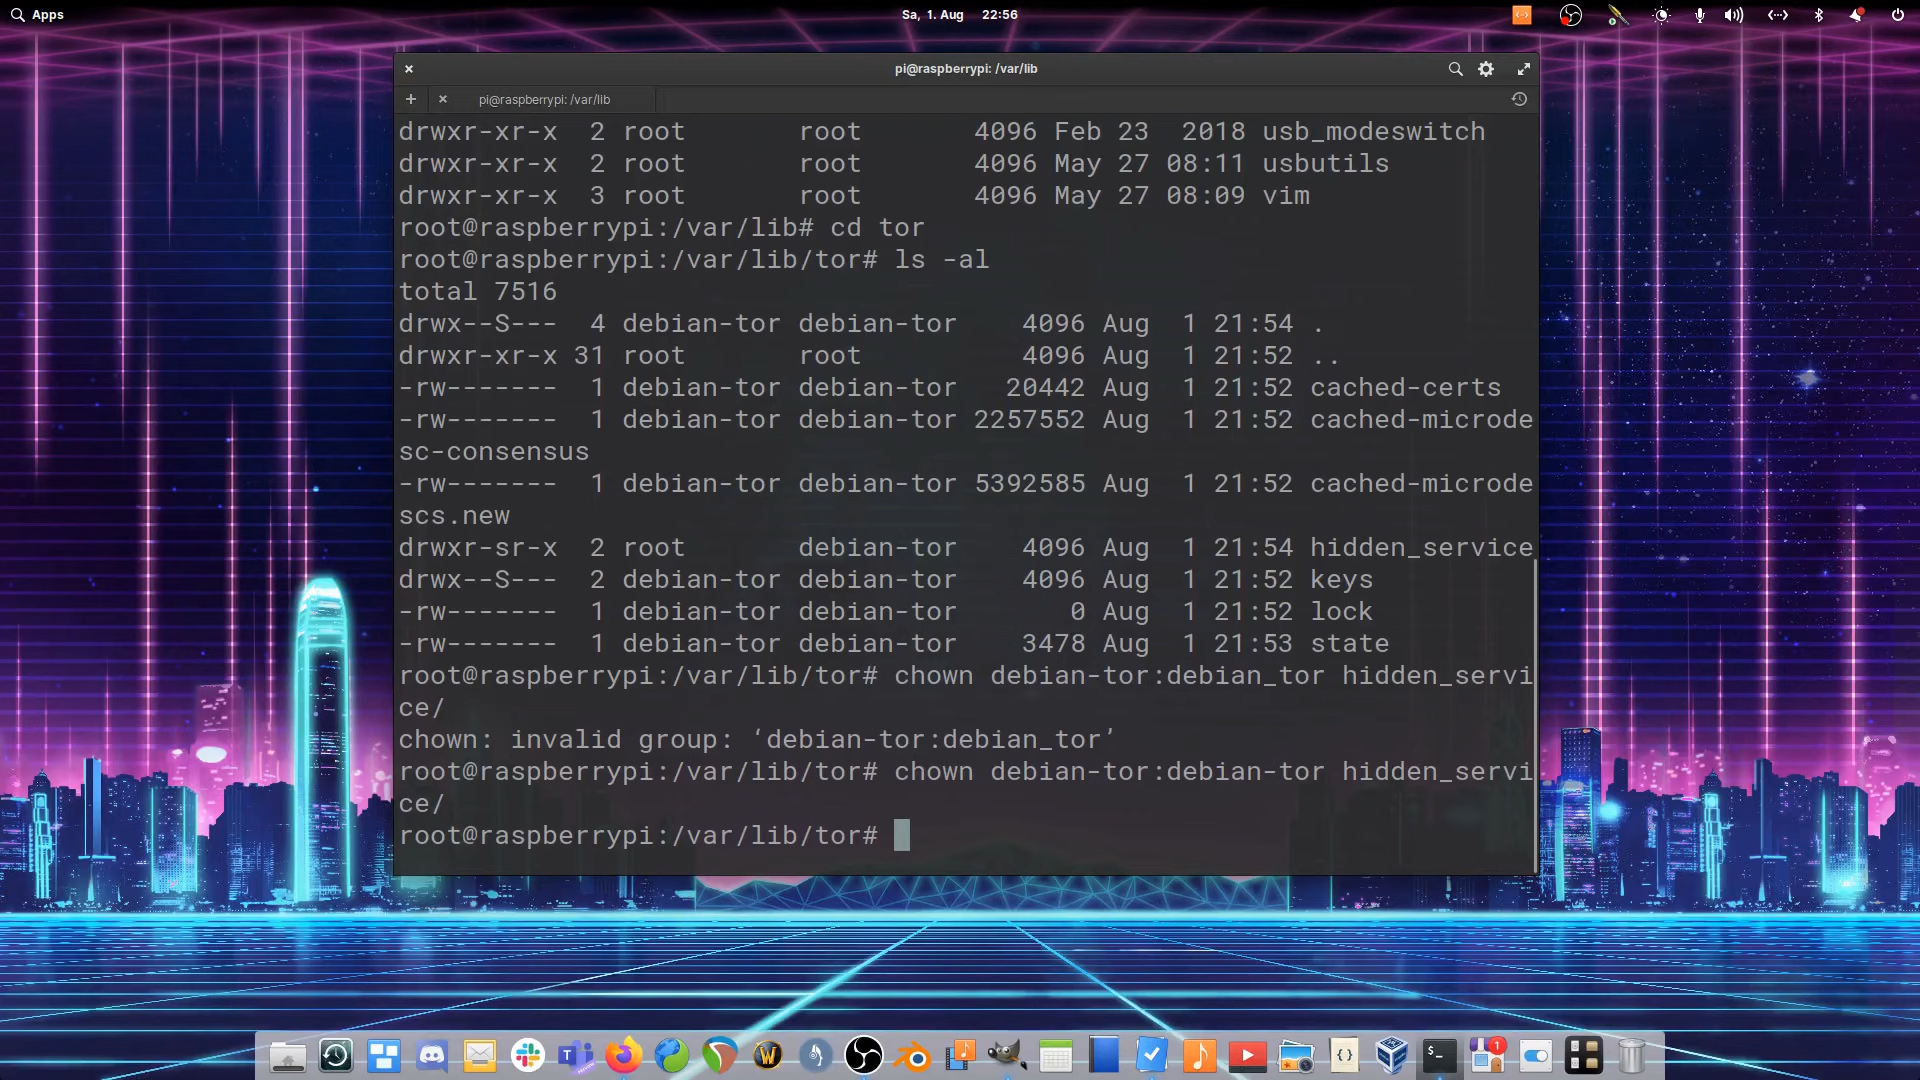 Apps
Sa, 1. Aug 22:56
pi@raspberrypi: /var/lib
pi@raspberrypi: /var/lib
drwxr-xr-x  2 root       root       4096 Feb 23  2018 usb_modeswitch
drwxr-xr-x  2 root       root       4096 May 27 08:11 usbutils
drwxr-xr-x  3 root       root       4096 May 27 08:09 vim
root@raspberrypi:/var/lib# cd tor
root@raspberrypi:/var/lib/tor# ls -al
total 7516
drwx--S---  4 debian-tor debian-tor    4096 Aug  1 21:54 .
drwxr-xr-x 31 root       root          4096 Aug  1 21:52 ..
-rw-------  1 debian-tor debian-tor   20442 Aug  1 21:52 cached-certs
-rw-------  1 debian-tor debian-tor 2257552 Aug  1 21:52 cached-microde
sc-consensus
-rw-------  1 debian-tor debian-tor 5392585 Aug  1 21:52 cached-microde
scs.new
drwxr-sr-x  2 root       debian-tor    4096 Aug  1 21:54 hidden_service
drwx--S---  2 debian-tor debian-tor    4096 Aug  1 21:52 keys
-rw-------  1 debian-tor debian-tor       0 Aug  1 21:52 lock
-rw-------  1 debian-tor debian-tor    3478 Aug  1 21:53 state
root@raspberrypi:/var/lib/tor# chown debian-tor:debian_tor hidden_servi
ce/
chown: invalid group: ‘debian-tor:debian_tor’
root@raspberrypi:/var/lib/tor# chown debian-tor:debian-tor hidden_servi
ce/
root@raspberrypi:/var/lib/tor#